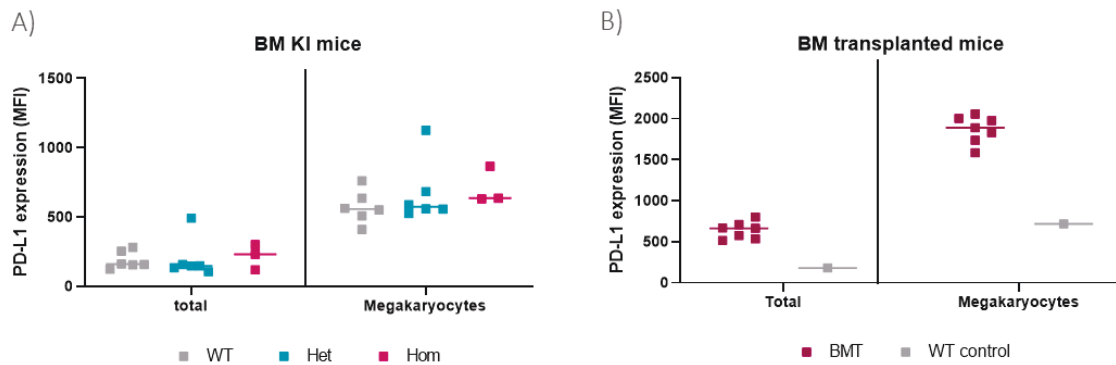 A)
BM KI mice
PD-L1 expression (MFI)
1500
1000
500
0
total
Megakaryocytes
WT
Het
Hom
B)
BM transplanted mice
PD-L1 expression (MFI)
2500
2000
1500
1000
500
0
Total
Megakaryocytes
BMT
WT control